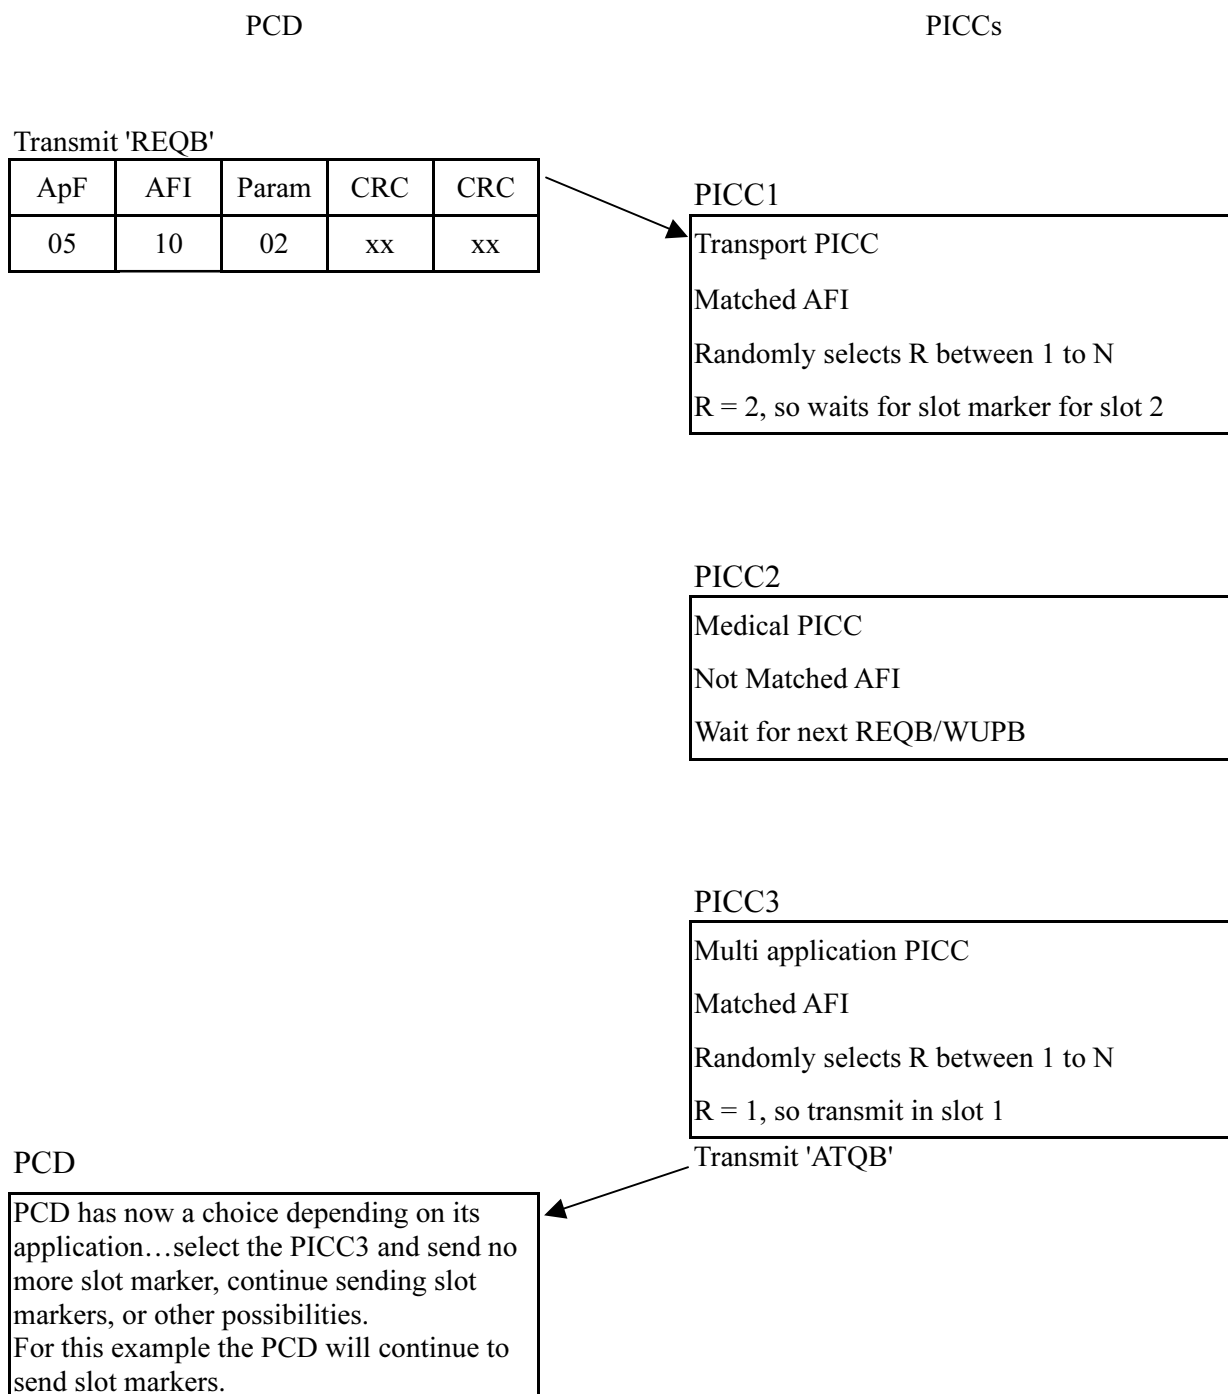 PCD
PICCs
Transmit 'REQB'
ApF AFI Param CRC CRC
05 10 02 xx xx
PICC1
Transport PICC
Matched AFI
Randomly selects R between 1 to N
R = 2, so waits for slot marker for slot 2
PICC2
Medical PICC
Not Matched AFI
Wait for next REQB/WUPB
PICC3
Multi application PICC
Matched AFI
Randomly selects R between 1 to N
R = 1, so transmit in slot 1
Transmit 'ATQB'
PCD
PCD has now a choice depending on its
application…select the PICC3 and send no
more slot marker, continue sending slot
markers, or other possibilities.
For this example the PCD will continue to
send slot markers.